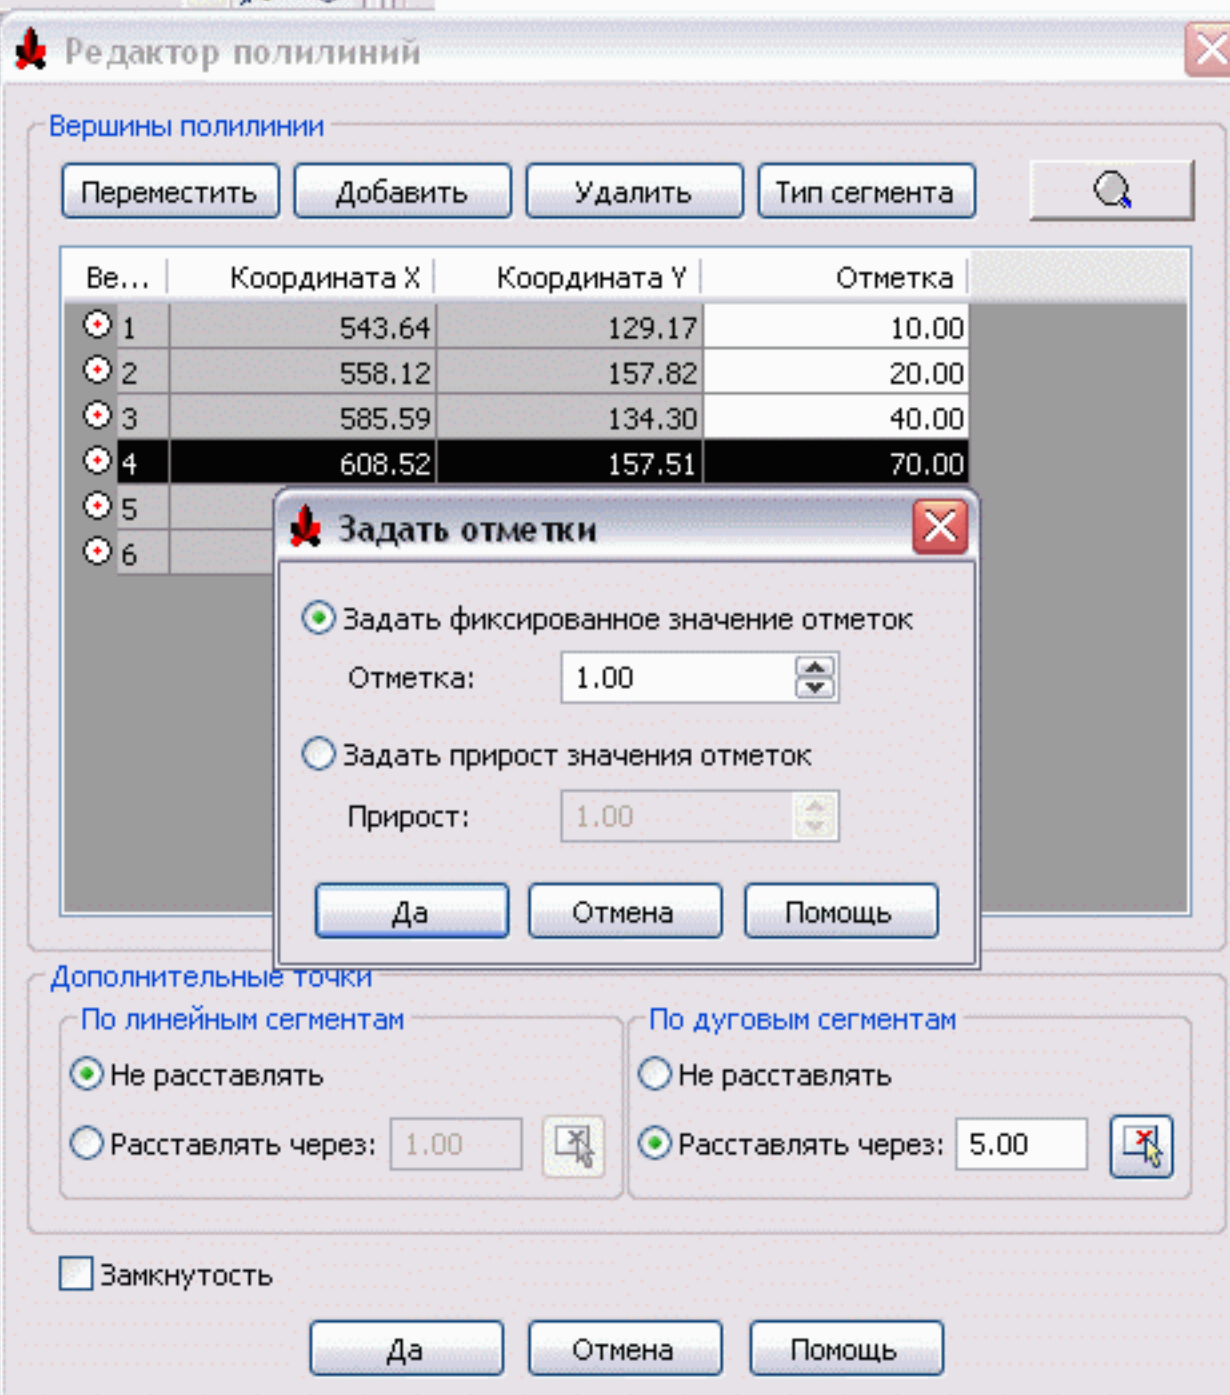 Редактор полилиний
Вершины полилинии
Переместить Добавить Удалить Тип сегмента
Ве... Координата X Координата Y Отметка
1 543.64 129.17 10.00
2 558.12 157.82 20.00
3 585.59 134.30 40.00
4 608.52 157.51 70.00
5
6
Задать отметки
Задать фиксированное значение отметок
Отметка: 1.00
Задать прирост значения отметок
Прирост: 1.00
Да Отмена Помощь
Дополнительные точки
По линейным сегментам
Не расставлять
Расставлять через: 1.00
По дуговым сегментам
Не расставлять
Расставлять через: 5.00
Замкнутость
Да Отмена Помощь